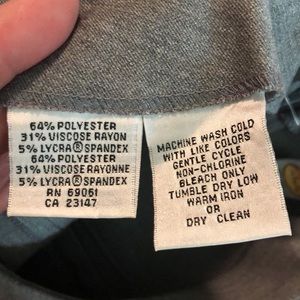 64% POLYESTER
31% VISCOSE RAYON
5% LYCRA® SPANDEX
64% POLYESTER
31% VISCOSE RAYONNE
5% LYCRA® SPANDEX
RN 69061
CA 23147
MACHINE WASH COLD
WITH LIKE COLORS
GENTLE CYCLE
NON-CHLORINE
BLEACH ONLY
TUMBLE DRY LOW
WARM IRON
OR
DRY CLEAN